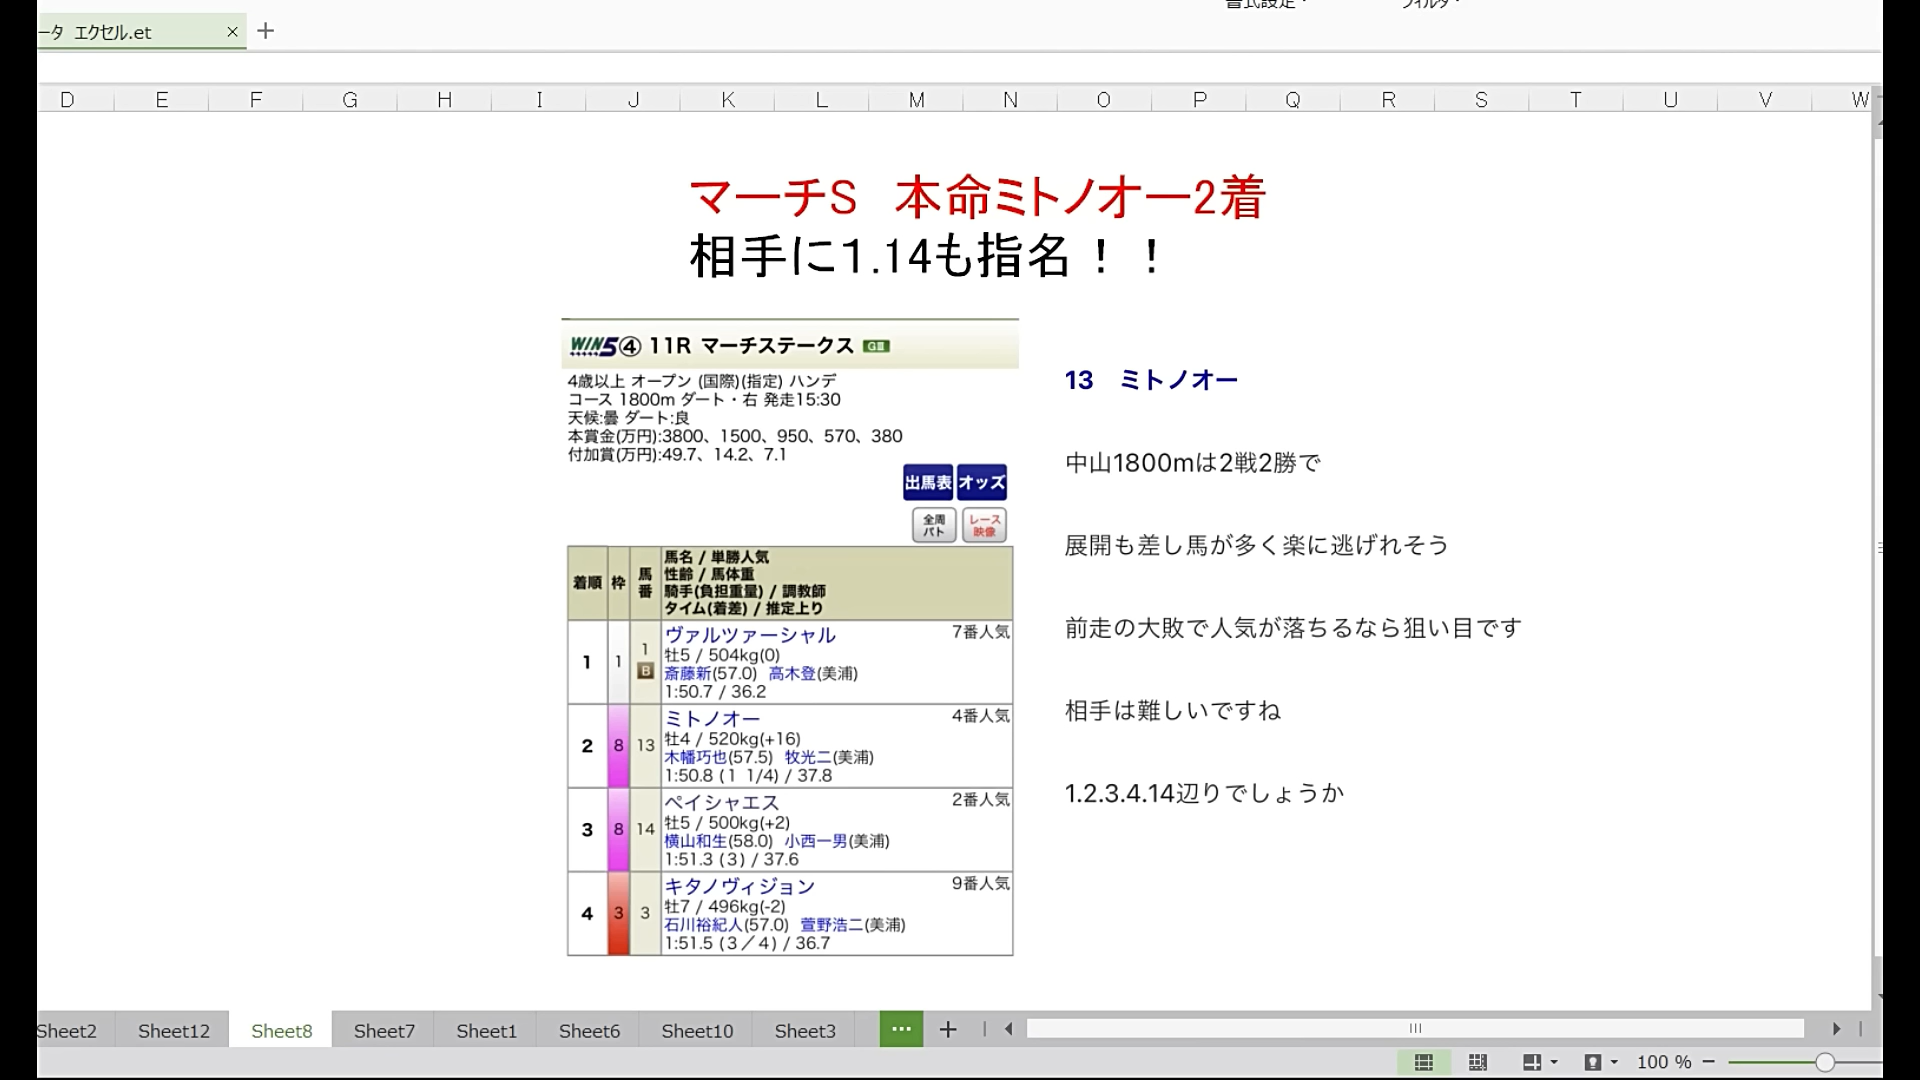 ータ エクセル.et × +
D E F G H I J K L M N O P Q R S T U V W
マーチS 本命ミトノオー2着
相手に1.14も指名！！
WIN5④ 11R マーチステークス GⅢ
4歳以上 オープン (国際)(指定) ハンデ
コース 1800m ダート・右 発走15:30
天候:曇 ダート:良
本賞金(万円):3800、1500、950、570、380
付加賞(万円):49.7、14.2、7.1
出馬表 オッズ
全周パト レース映像
着順 枠 馬番
馬名 / 単勝人気
性齢 / 馬体重
騎手(負担重量) / 調教師
タイム(着差) / 推定上り
1 1 1 B
ヴァルツァーシャル 7番人気
牡5 / 504kg(0)
斎藤新(57.0) 高木登(美浦)
1:50.7 / 36.2
2 8 13
ミトノオー 4番人気
牡4 / 520kg(+16)
木幡巧也(57.5) 牧光二(美浦)
1:50.8 (1 1/4) / 37.8
3 8 14
ペイシャエス 2番人気
牡5 / 500kg(+2)
横山和生(58.0) 小西一男(美浦)
1:51.3 (3) / 37.6
4 3 3
キタノヴィジョン 9番人気
牡7 / 496kg(-2)
石川裕紀人(57.0) 萱野浩二(美浦)
1:51.5 (3／4) / 36.7
13 ミトノオー
中山1800mは2戦2勝で
展開も差し馬が多く楽に逃げれそう
前走の大敗で人気が落ちるなら狙い目です
相手は難しいですね
1.2.3.4.14辺りでしょうか
Sheet2 Sheet12 Sheet8 Sheet7 Sheet1 Sheet6 Sheet10 Sheet3 ··· +
100 %